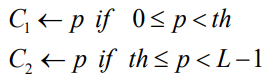 C₁ ← p if 0 ≤ p < th
C₂ ← p if th ≤ p < L − 1